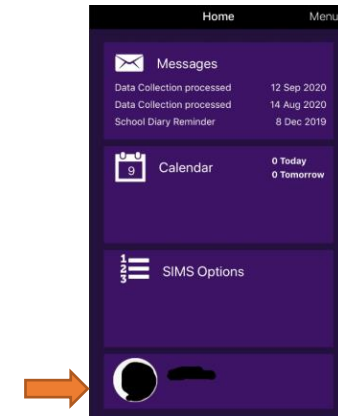 Home Menu
Messages
Data Collection processed 12 Sep 2020
Data Collection processed 14 Aug 2020
School Diary Reminder 8 Dec 2019
9 Calendar 0 Today
0 Tomorrow
1
2
3
SIMS Options